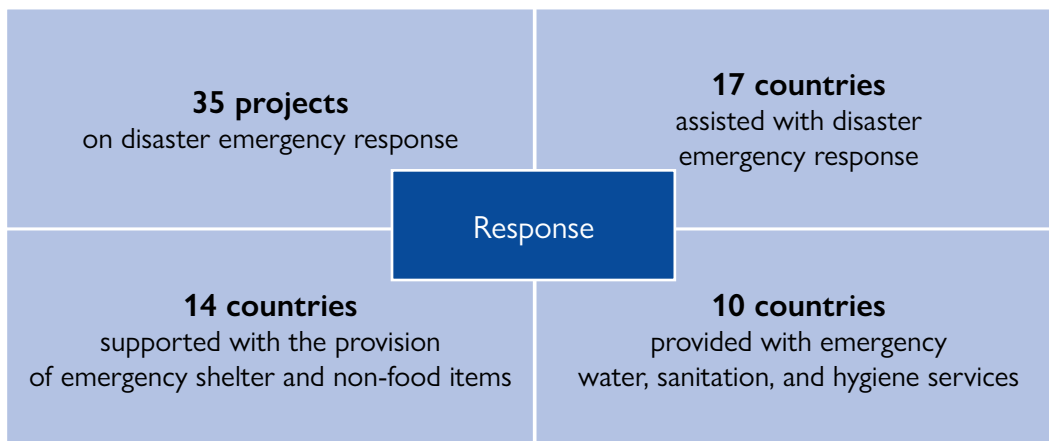 35 projects
on disaster emergency response
17 countries
assisted with disaster
emergency response
Response
14 countries
supported with the provision
of emergency shelter and non-food items
10 countries
provided with emergency
water, sanitation, and hygiene services